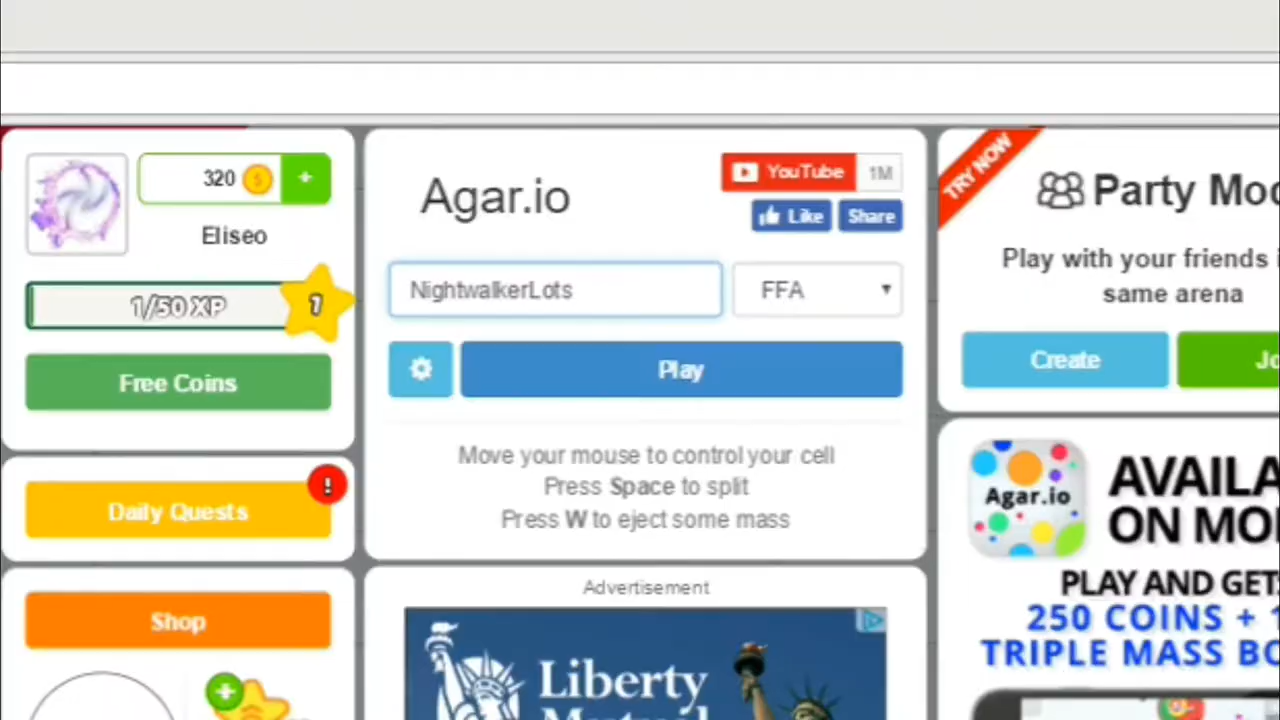 320
Eliseo
1/50 XP
1
Free Coins
Daily Quests
!
Shop
Agar.io
YouTube 1M
Like Share
NightwalkerLots
FFA
Play
Move your mouse to control your cell
Press Space to split
Press W to eject some mass
Advertisement
Liberty
TRY NOW
Party Mo
Play with your friends
same arena
Create
Jo
Agar.io
AVAILA
ON MO
PLAY AND GET
250 COINS +
TRIPLE MASS BO